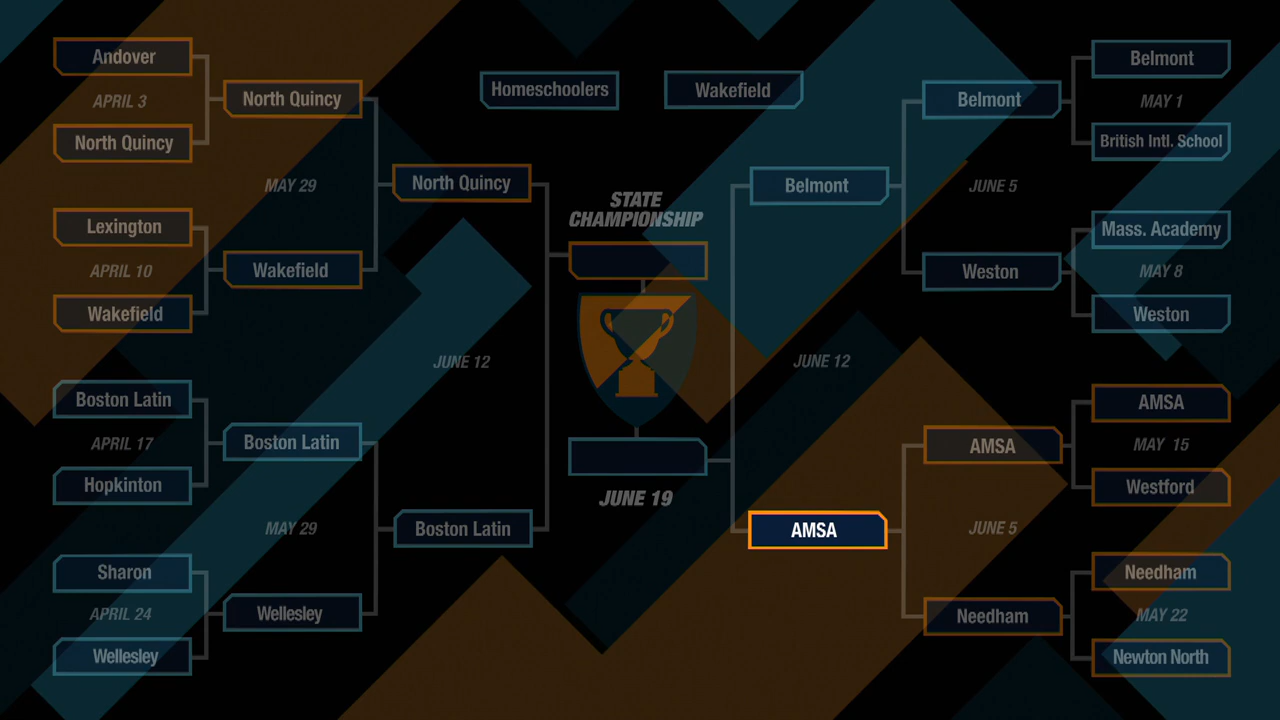 Andover
APRIL 3
North Quincy
Lexington
APRIL 10
Wakefield
Boston Latin
APRIL 17
Hopkinton
Sharon
APRIL 24
Wellesley
North Quincy
MAY 29
Wakefield
Boston Latin
MAY 29
Wellesley
North Quincy
JUNE 12
Boston Latin
Homeschoolers
Wakefield
STATE
CHAMPIONSHIP
JUNE 19
Belmont
JUNE 12
AMSA
Belmont
JUNE 5
Weston
AMSA
JUNE 5
Needham
Belmont
MAY 1
British Intl. School
Mass. Academy
MAY 8
Weston
AMSA
MAY 15
Westford
Needham
MAY 22
Newton North